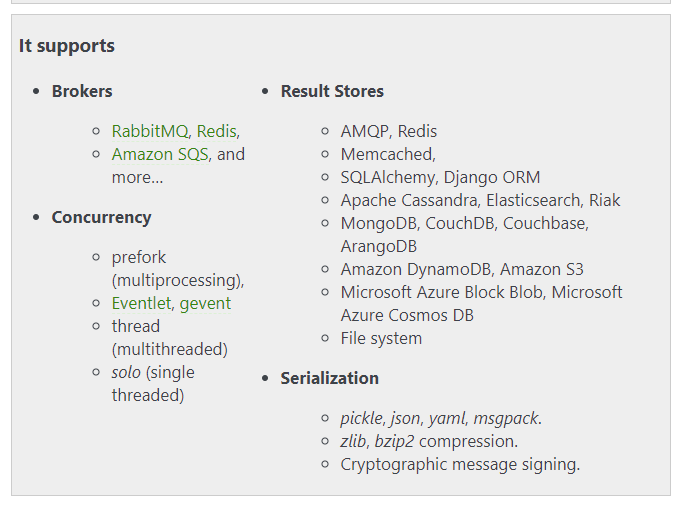 It supports
Brokers
RabbitMQ, Redis,
Amazon SQS, and
more...
Concurrency
prefork
(multiprocessing),
Eventlet, gevent
thread
(multithreaded)
solo (single
threaded)
Result Stores
AMQP, Redis
Memcached,
SQLAlchemy, Django ORM
Apache Cassandra, Elasticsearch, Riak
MongoDB, CouchDB, Couchbase,
ArangoDB
Amazon DynamoDB, Amazon S3
Microsoft Azure Block Blob, Microsoft
Azure Cosmos DB
File system
Serialization
pickle, json, yaml, msgpack.
zlib, bzip2 compression.
Cryptographic message signing.